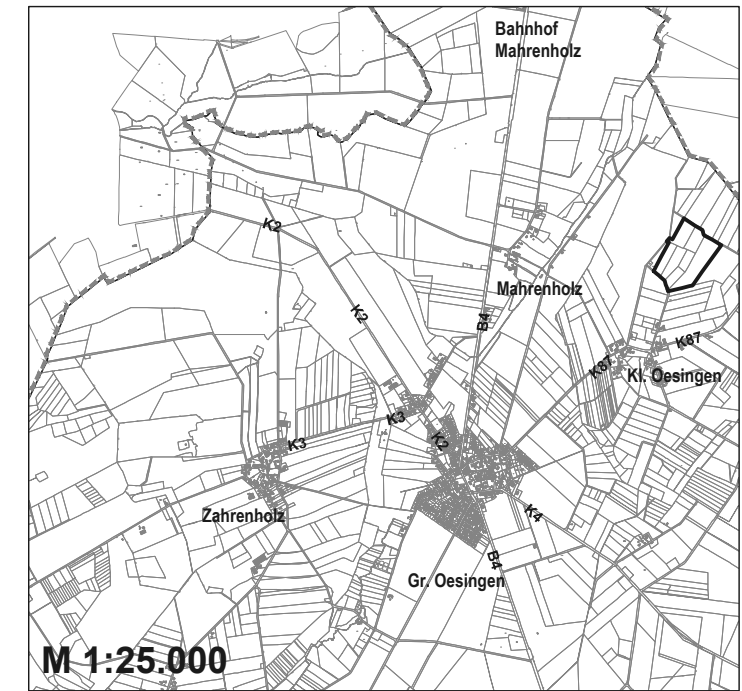 Bahnhof
Mahrenholz
K2
K2
Mahrenholz
B4
K87
K87
Kl. Oesingen
K3
K3
K2
Zahrenholz
K4
B4
Gr. Oesingen
M 1:25.000